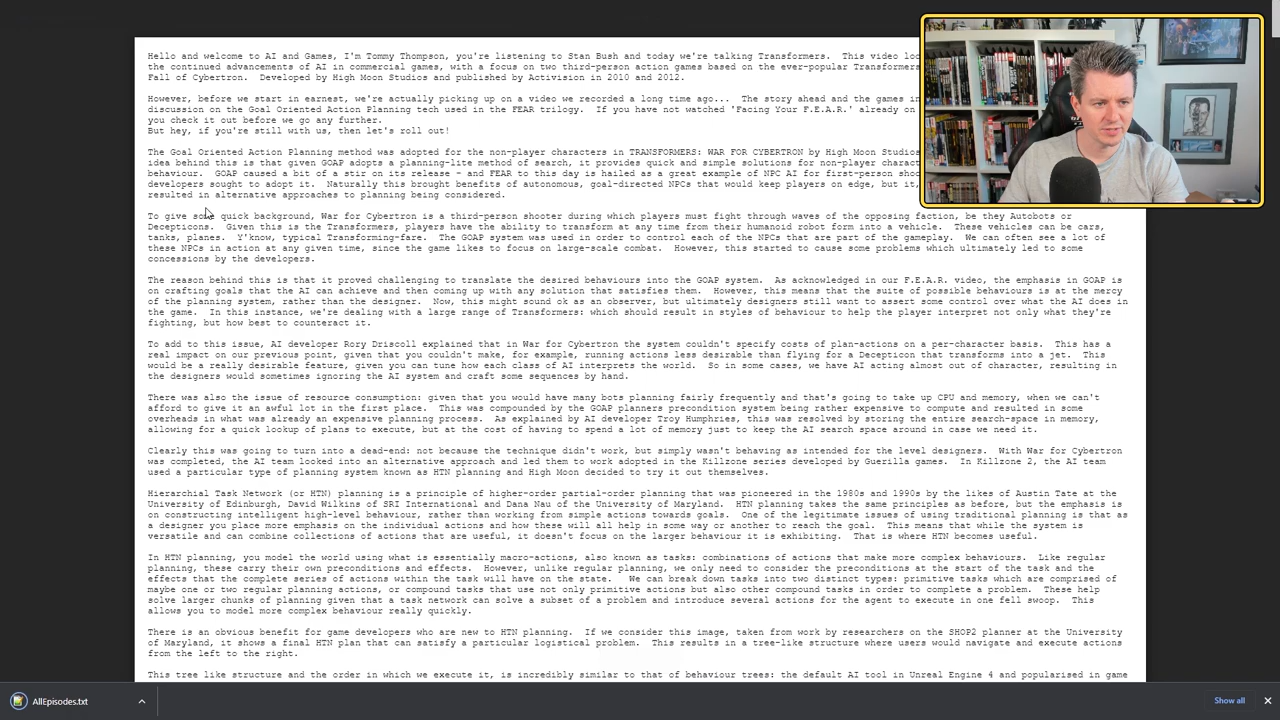 Hello and welcome to AI and Games, I'm Tommy Thompson, you're listening to Stan Bush and today we're talking Transformers. This video lo
the continued advancements of AI in commercial games, with a focus on two third-person action games based on the ever-popular Transformers
Fall of Cybertron. Developed by High Moon Studios and published by Activision in 2010 and 2012.
However, before we start in earnest, we're actually picking up on a video we recorded a long time ago... The story ahead and the games in
discussion on the Goal Oriented Action Planning tech used in the FEAR trilogy. If you have not watched 'Facing Your F.E.A.R.' already on
you check it out before we go any further.
But hey, if you're still with us, then let's roll out!
The Goal Oriented Action Planning method was adopted for the non-player characters in TRANSFORMERS: WAR FOR CYBERTRON by High Moon Studios
idea behind this is that given GOAP adopts a planning-lite method of search, it provides quick and simple solutions for non-player charact
behaviour. GOAP caused a bit of a stir on its release - and FEAR to this day is hailed as a great example of NPC AI for first-person shoo
developers sought to adopt it. Naturally this brought benefits of autonomous, goal-directed NPCs that would keep players on edge, but it,
resulted in alternative approaches to planning being considered.
To give some quick background, War for Cybertron is a third-person shooter during which players must fight through waves of the opposing faction, be they Autobots or
Decepticons. Given this is the Transformers, players have the ability to transform at any time from their humanoid robot form into a vehicle. These vehicles can be cars,
tanks, planes. Y'know, typical Transforming-fare. The GOAP system was used in order to control each of the NPCs that are part of the gameplay. We can often see a lot of
these NPCs in action at any given time, since the game likes to focus on large-scale combat. However, this started to cause some problems which ultimately led to some
concessions by the developers.
The reason behind this is that it proved challenging to translate the desired behaviours into the GOAP system. As acknowledged in our F.E.A.R. video, the emphasis in GOAP is
on crafting goals that the AI can achieve and then coming up with any solution that satisfies them. However, this means that the suite of possible behaviours is at the mercy
of the planning system, rather than the designer. Now, this might sound ok as an observer, but ultimately designers still want to assert some control over what the AI does in
the game. In this instance, we're dealing with a large range of Transformers: which should result in styles of behaviour to help the player interpret not only what they're
fighting, but how best to counteract it.
To add to this issue, AI developer Rory Driscoll explained that in War for Cybertron the system couldn't specify costs of plan-actions on a per-character basis. This has a
real impact on our previous point, given that you couldn't make, for example, running actions less desirable than flying for a Decepticon that transforms into a jet. This
would be a really desirable feature, given you can tune how each class of AI interprets the world. So in some cases, we have AI acting almost out of character, resulting in
the designers would sometimes ignoring the AI system and craft some sequences by hand.
There was also the issue of resource consumption: given that you would have many bots planning fairly frequently and that's going to take up CPU and memory, when we can't
afford to give it an awful lot in the first place. This was compounded by the GOAP planners precondition system being rather expensive to compute and resulted in some
overheads in what was already an expensive planning process. As explained by AI developer Troy Humphries, this was resolved by storing the entire search-space in memory,
allowing for a quick lookup of plans to execute, but at the cost of having to spend a lot of memory just to keep the AI search space around in case we need it.
Clearly this was going to turn into a dead-end: not because the technique didn't work, but simply wasn't behaving as intended for the level designers. With War for Cybertron
was completed, the AI team looked into an alternative approach and led them to work adopted in the Killzone series developed by Guerilla games. In Killzone 2, the AI team
used a particular type of planning system known as HTN planning and High Moon decided to try it out themselves.
Hierarchial Task Network (or HTN) planning is a principle of higher-order partial-order planning that was pioneered in the 1980s and 1990s by the likes of Austin Tate at the
University of Edinburgh, David Wilkins of SRI International and Dana Nau of the University of Maryland. HTN planning takes the same principles as before, but the emphasis is
on constructing intelligent high-level behaviour, rather than working from simple actions towards goals. One of the legitimate issues of using traditional planning is that as
a designer you place more emphasis on the individual actions and how these will all help in some way or another to reach the goal. This means that while the system is
versatile and can combine collections of actions that are useful, it doesn't focus on the larger behaviour it is exhibiting. That is where HTN becomes useful.
In HTN planning, you model the world using what is essentially macro-actions, also known as tasks: combinations of actions that make more complex behaviours. Like regular
planning, these carry their own preconditions and effects. However, unlike regular planning, we only need to consider the preconditions at the start of the task and the
effects that the complete series of actions within the task will have on the state. We can break down tasks into two distinct types: primitive tasks which are comprised of
maybe one or two regular planning actions, or compound tasks that use not only primitive actions but also other compound tasks in order to complete a problem. These help
solve larger chunks of planning given that a task network can solve a subset of a problem and introduce several actions for the agent to execute in one fell swoop. This
allows you to model more complex behaviour really quickly.
There is an obvious benefit for game developers who are new to HTN planning. If we consider this image, taken from work by researchers on the SHOP2 planner at the University
of Maryland, it shows a final HTN plan that can satisfy a particular logistical problem. This results in a tree-like structure where users would navigate and execute actions
from the left to the right.
This tree like structure and the order in which we execute it, is incredibly similar to that of behaviour trees: the default AI tool in Unreal Engine 4 and popularised in game
AllEpisodes.txt
Show all